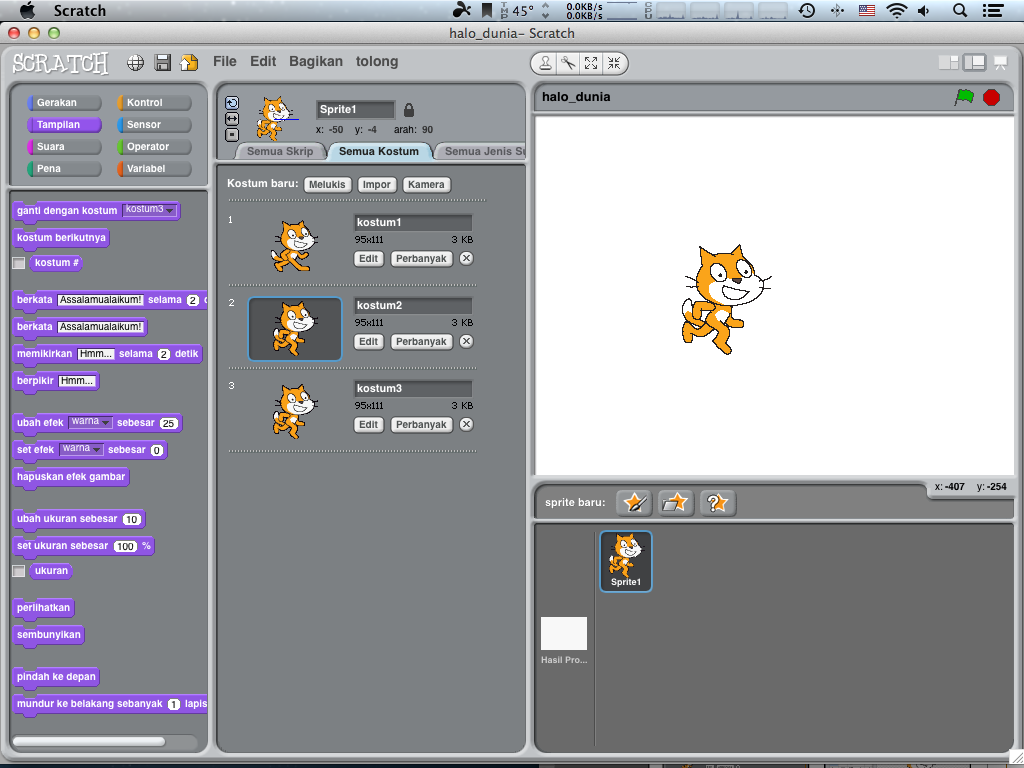 Scratch
TMP 45° 0.0KB/s
0.0KB/s CPU
halo_dunia- Scratch
SCRATCH File Edit Bagikan tolong
Gerakan Kontrol
Tampilan Sensor
Suara Operator
Pena Variabel
ganti dengan kostum kostum3
kostum berikutnya
kostum #
berkata Assalamualaikum! selama 2
berkata Assalamualaikum!
memikirkan Hmm... selama 2 detik
berpikir Hmm...
ubah efek warna sebesar 25
set efek warna sebesar 0
hapuskan efek gambar
ubah ukuran sebesar 10
set ukuran sebesar 100 %
ukuran
perlihatkan
sembunyikan
pindah ke depan
mundur ke belakang sebanyak 1 lapis
Sprite1
x: -50 y: -4 arah: 90
Semua Skrip Semua Kostum Semua Jenis Su
Kostum baru: Melukis Impor Kamera
1 kostum1
95x111 3 KB
Edit Perbanyak
2 kostum2
95x111 3 KB
Edit Perbanyak
3 kostum3
95x111 3 KB
Edit Perbanyak
halo_dunia
x: -407 y: -254
sprite baru:
Sprite1
Hasil Pro...